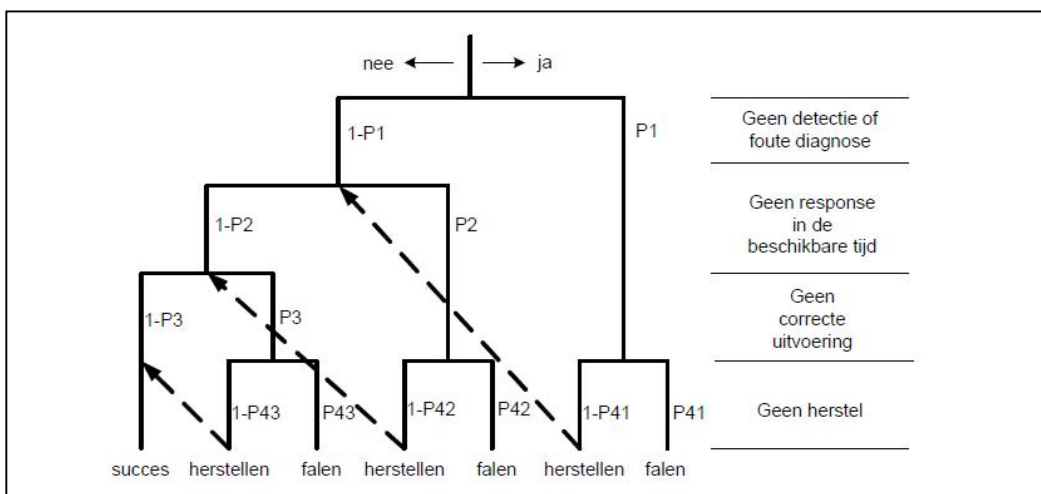 nee ja
1-P1
P1
Geen detectie of
foute diagnose
1-P2
P2
Geen response
in de
beschikbare tijd
1-P3
P3
Geen
correcte
uitvoering
1-P43
P43
1-P42
P42
1-P41
P41
Geen herstel
succes herstellen falen herstellen falen herstellen falen